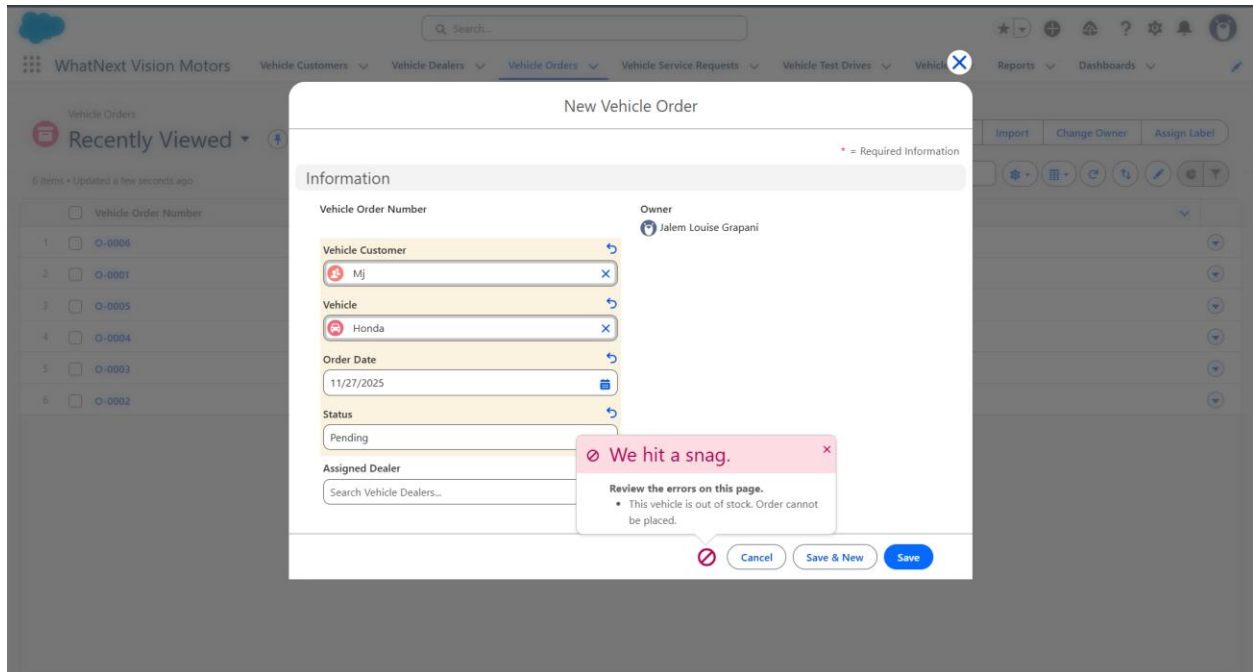 Search...
WhatNext Vision Motors
Vehicle Customers
Vehicle Dealers
Vehicle Orders
Vehicle Service Requests
Vehicle Test Drives
Vehicl
Reports
Dashboards
New Vehicle Order
Vehicle Orders
Recently Viewed
Import
Change Owner
Assign Label
* = Required Information
6 items • Updated a few seconds ago
Information
Vehicle Order Number
1 O-0006
2 O-0001
3 O-0005
4 O-0004
5 O-0003
6 O-0002
Vehicle Order Number
Owner
Jalem Louise Grapani
Vehicle Customer
Mj
Vehicle
Honda
Order Date
11/27/2025
Status
Pending
Assigned Dealer
Search Vehicle Dealers...
We hit a snag.
Review the errors on this page.
• This vehicle is out of stock. Order cannot
be placed.
Cancel
Save & New
Save